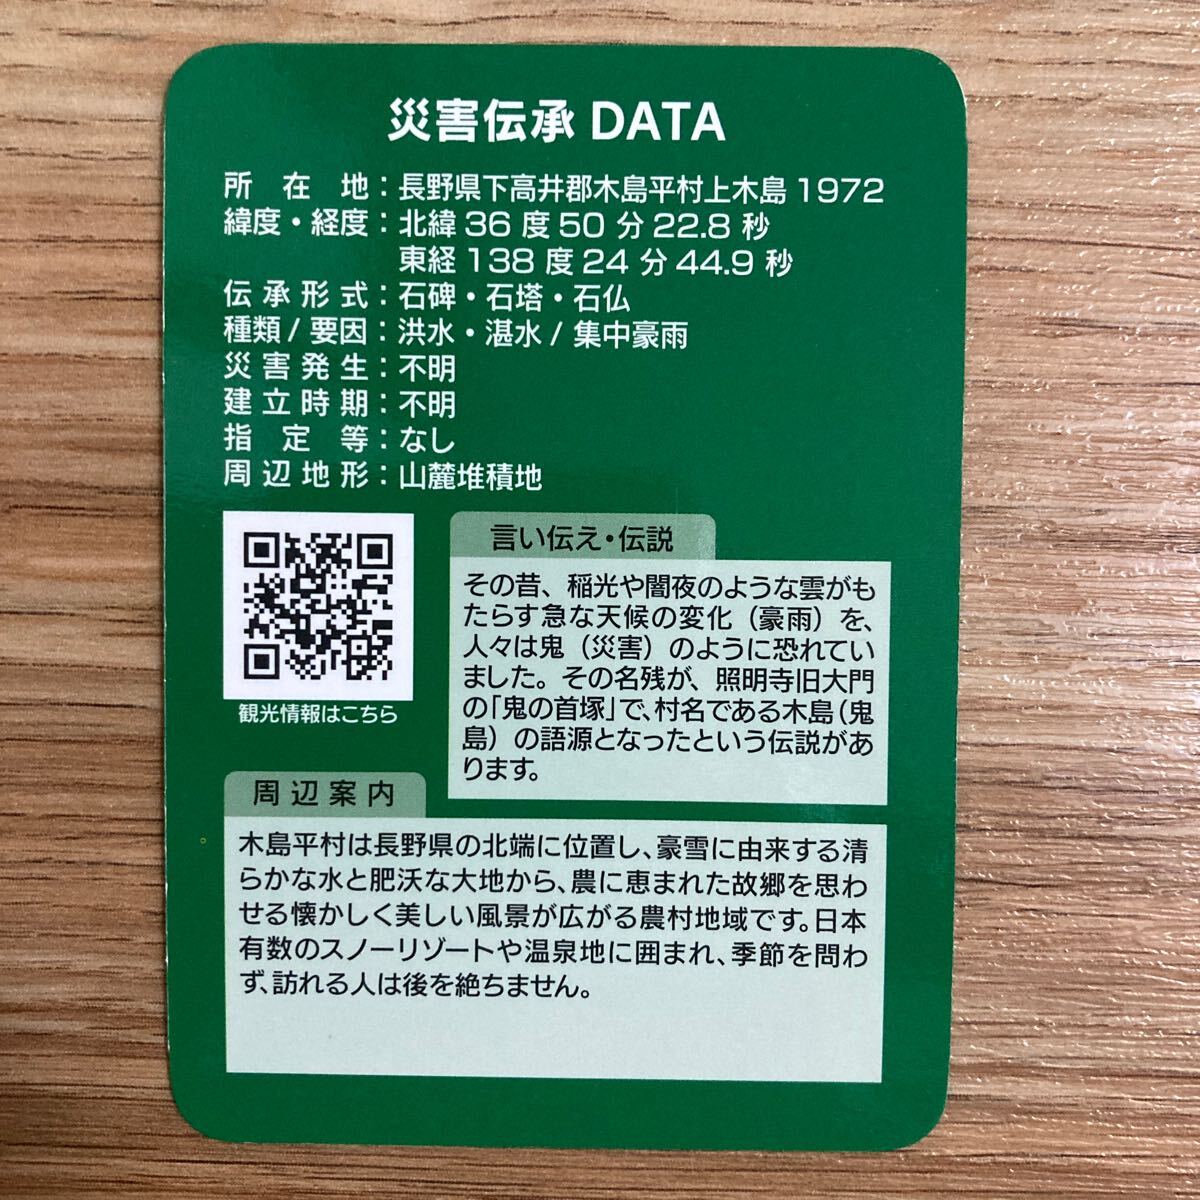 災害伝承 DATA
所在地：長野県下高井郡木島平村上木島 1972
緯度・経度：北緯 36 度 50 分 22.8 秒
東経 138 度 24 分 44.9 秒
伝承形式：石碑・石塔・石仏
種類 / 要因：洪水・湛水 / 集中豪雨
災害発生：不明
建立時期：不明
指定等：なし
周辺地形：山麓堆積地
観光情報はこちら
言い伝え・伝説
その昔、稲光や闇夜のような雲がも
たらす急な天候の変化（豪雨）を、
人々は鬼（災害）のように恐れてい
ました。その名残が、照明寺旧大門
の「鬼の首塚」で、村名である木島（鬼
島）の語源となったという伝説があ
ります。
周辺案内
木島平村は長野県の北端に位置し、豪雪に由来する清
らかな水と肥沃な大地から、農に恵まれた故郷を思わ
せる懐かしく美しい風景が広がる農村地域です。日本
有数のスノーリゾートや温泉地に囲まれ、季節を問わ
ず、訪れる人は後を絶ちません。